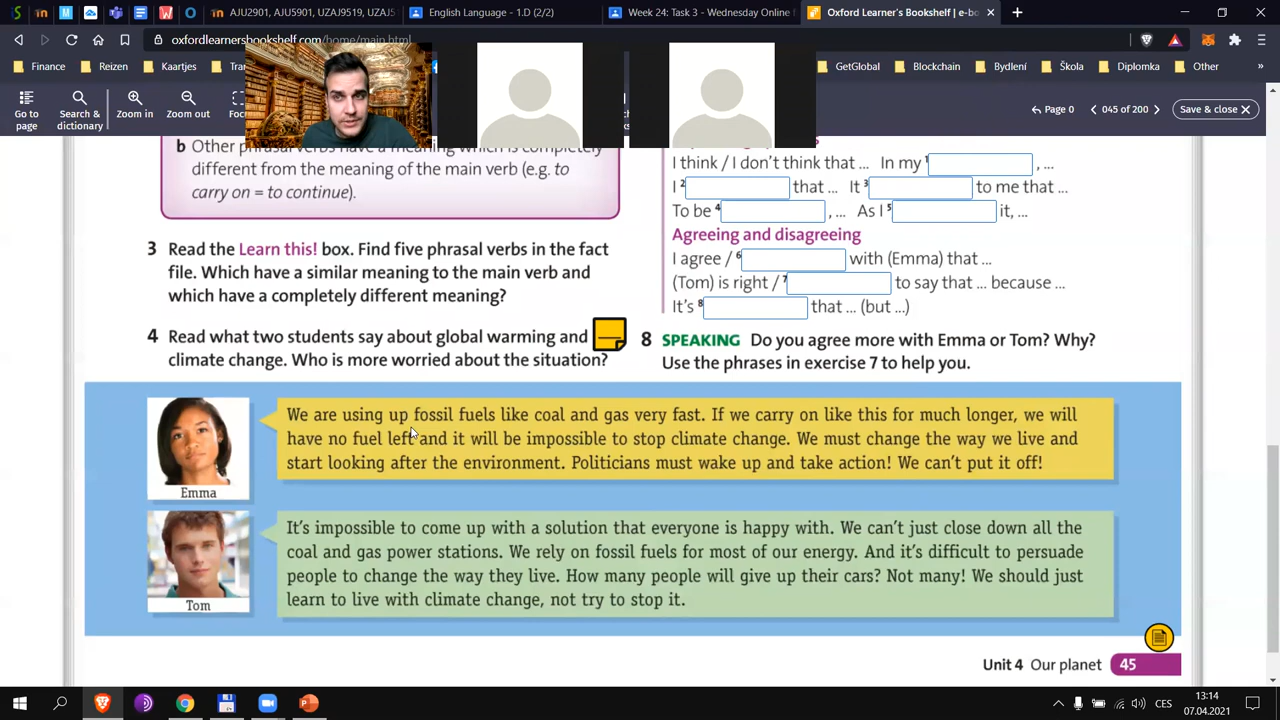 AJU2901, AJU5901, UZAJ9519, UZAJS
English Language - 1.D (2/2)
Week 24: Task 3 - Wednesday Online
Oxford Learner's Bookshelf | e-bo
oxfordlearnersbookshelf.com/home/main.html
Finance
Reizen
Kaartjes
GetGlobal
Blockchain
Bydlení
Škola
Diplomka
Other
Go to page
Search & dictionary
Zoom in
Zoom out
Page 0
045 of 200
Save & close
b Other phrasal verbs have a meaning which is completely
different from the meaning of the main verb (e.g. to
carry on = to continue).
3 Read the Learn this! box. Find five phrasal verbs in the fact
file. Which have a similar meaning to the main verb and
which have a completely different meaning?
4 Read what two students say about global warming and
climate change. Who is more worried about the situation?
I think / I don't think that ... In my 1 , ...
I 2 that ... It 3 to me that ...
To be 4 , ... As I 5 it, ...
Agreeing and disagreeing
I agree / 6 with (Emma) that ...
(Tom) is right / 7 to say that ... because ...
It's 8 that ... (but ...)
8 SPEAKING Do you agree more with Emma or Tom? Why?
Use the phrases in exercise 7 to help you.
We are using up fossil fuels like coal and gas very fast. If we carry on like this for much longer, we will
have no fuel left and it will be impossible to stop climate change. We must change the way we live and
start looking after the environment. Politicians must wake up and take action! We can't put it off!
Emma
It's impossible to come up with a solution that everyone is happy with. We can't just close down all the
coal and gas power stations. We rely on fossil fuels for most of our energy. And it's difficult to persuade
people to change the way they live. How many people will give up their cars? Not many! We should just
learn to live with climate change, not try to stop it.
Tom
Unit 4 Our planet 45
CES
13:14
07.04.2021